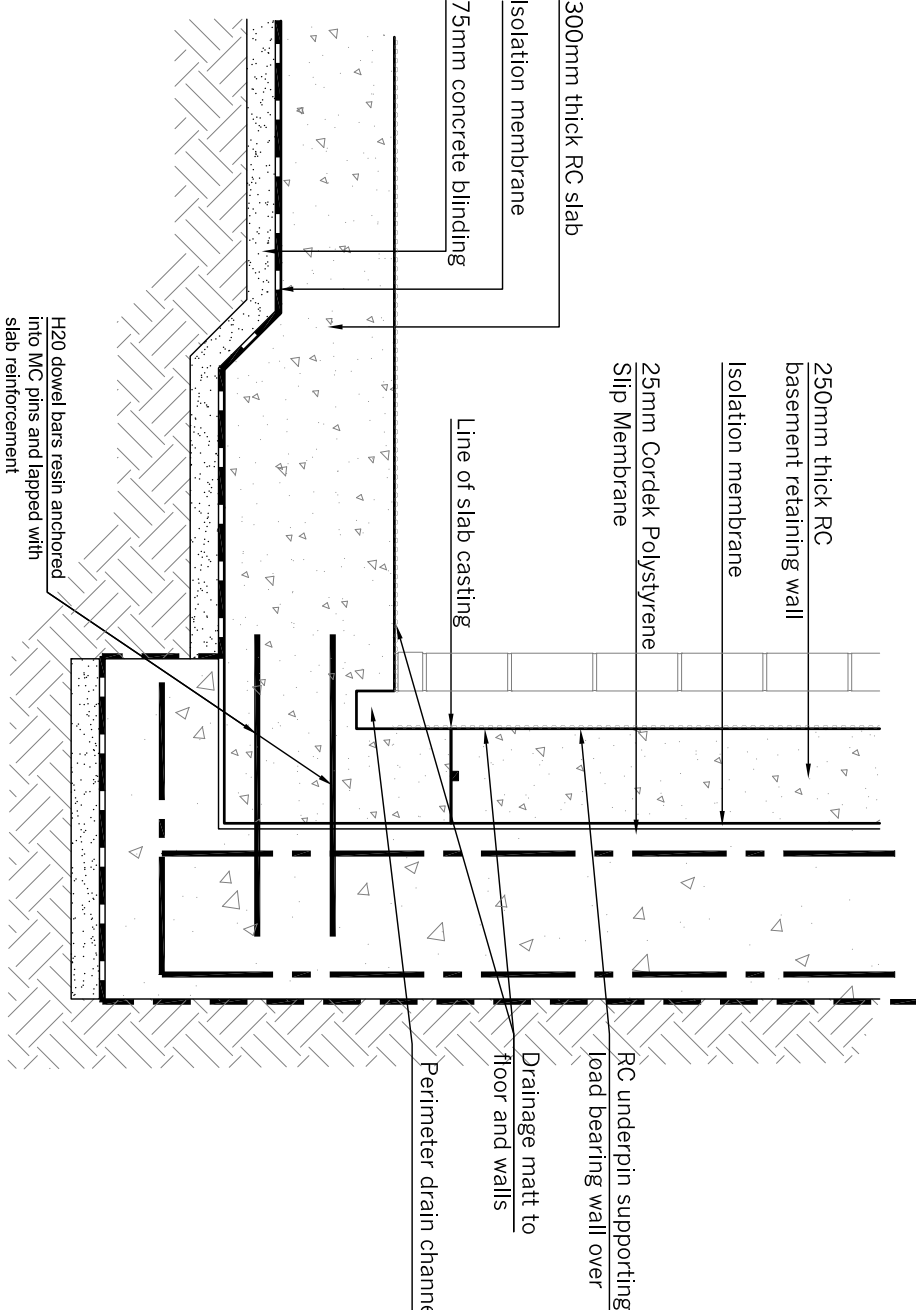 250mm thick RC
basement retaining wall
Isolation membrane
25mm Cordek Polystyrene
Slip Membrane
Line of slab casting
300mm thick RC slab
Isolation membrane
75mm concrete blinding
RC underpin supporting
load bearing wall over
Drainage matt to
floor and walls
Perimeter drain channe
H20 dowel bars resin anchored
into MC pins and lapped with
slab reinforcement